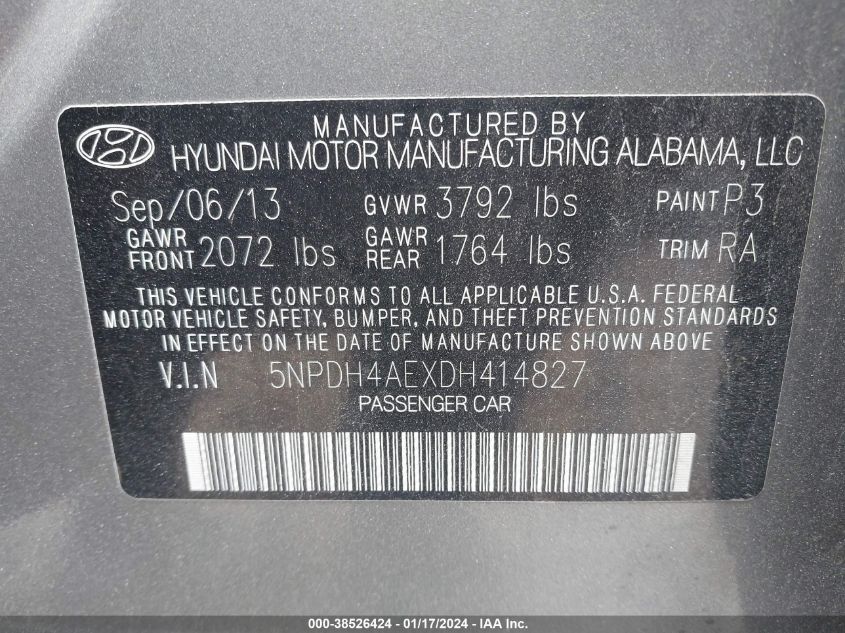 MANUFACTURED BY
HYUNDAI MOTOR MANUFACTURING ALABAMA, LLC
Sep/06/13 GVWR 3792 lbs PAINT P3
GAWR FRONT 2072 lbs GAWR REAR 1764 lbs TRIM RA
THIS VEHICLE CONFORMS TO ALL APPLICABLE U.S.A. FEDERAL
MOTOR VEHICLE SAFETY, BUMPER, AND THEFT PREVENTION STANDARDS
IN EFFECT ON THE DATE OF MANUFACTURE SHOWN ABOVE
V.I.N 5NPDH4AEXDH414827
PASSENGER CAR
000-38526424 - 01/17/2024 - IAA, Inc.